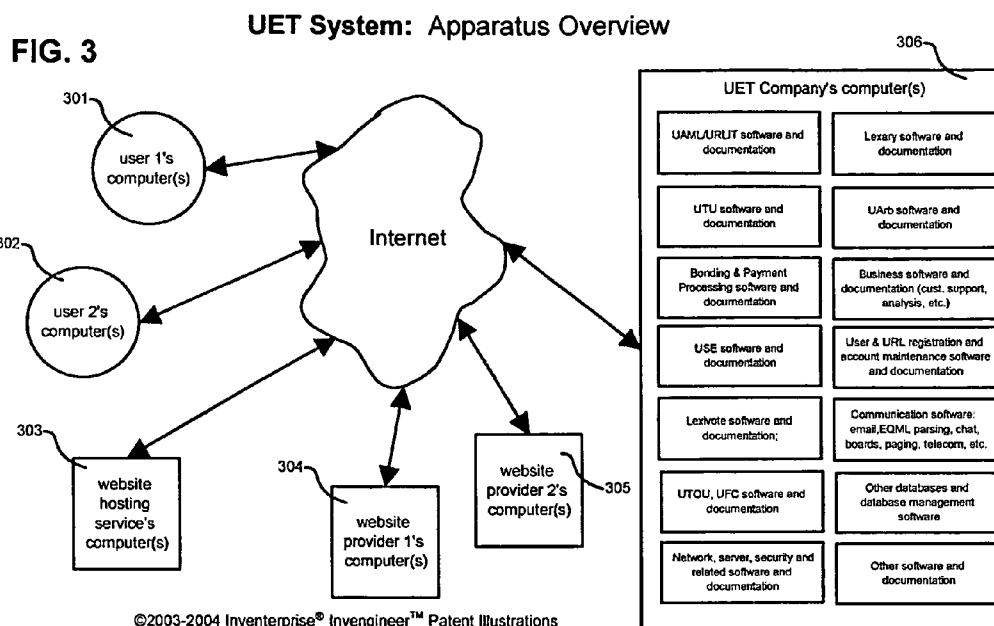 UET System: Apparatus Overview
FIG. 3
301
user 1's
computer(s)
302
user 2's
computer(s)
Internet
303
website
hosting
service's
computer(s)
304
website
provider 1's
computer(s)
website
provider 2's
computer(s)
305
306
UET Company's computer(s)
UAML/URLIT software and
documentation
Lexary software and
documentation
UTU software and
documentation
UArb software and
documentation
Bonding & Payment
Processing software and
documentation
Business software and
documentation (cust. support,
analysis, etc.)
USE software and
documentation
User & URL registration and
account maintenance software
and documentation
Lexivote software and
documentation;
Communication software:
email,EQML parsing, chat,
boards, paging, telecom, etc.
UTOU, UFC software and
documentation
Other databases and
database management
software
Network, server, security and
related software and
documentation
Other software and
documentation
©2003-2004 Inventerprise® Invengineer™ Patent Illustrations